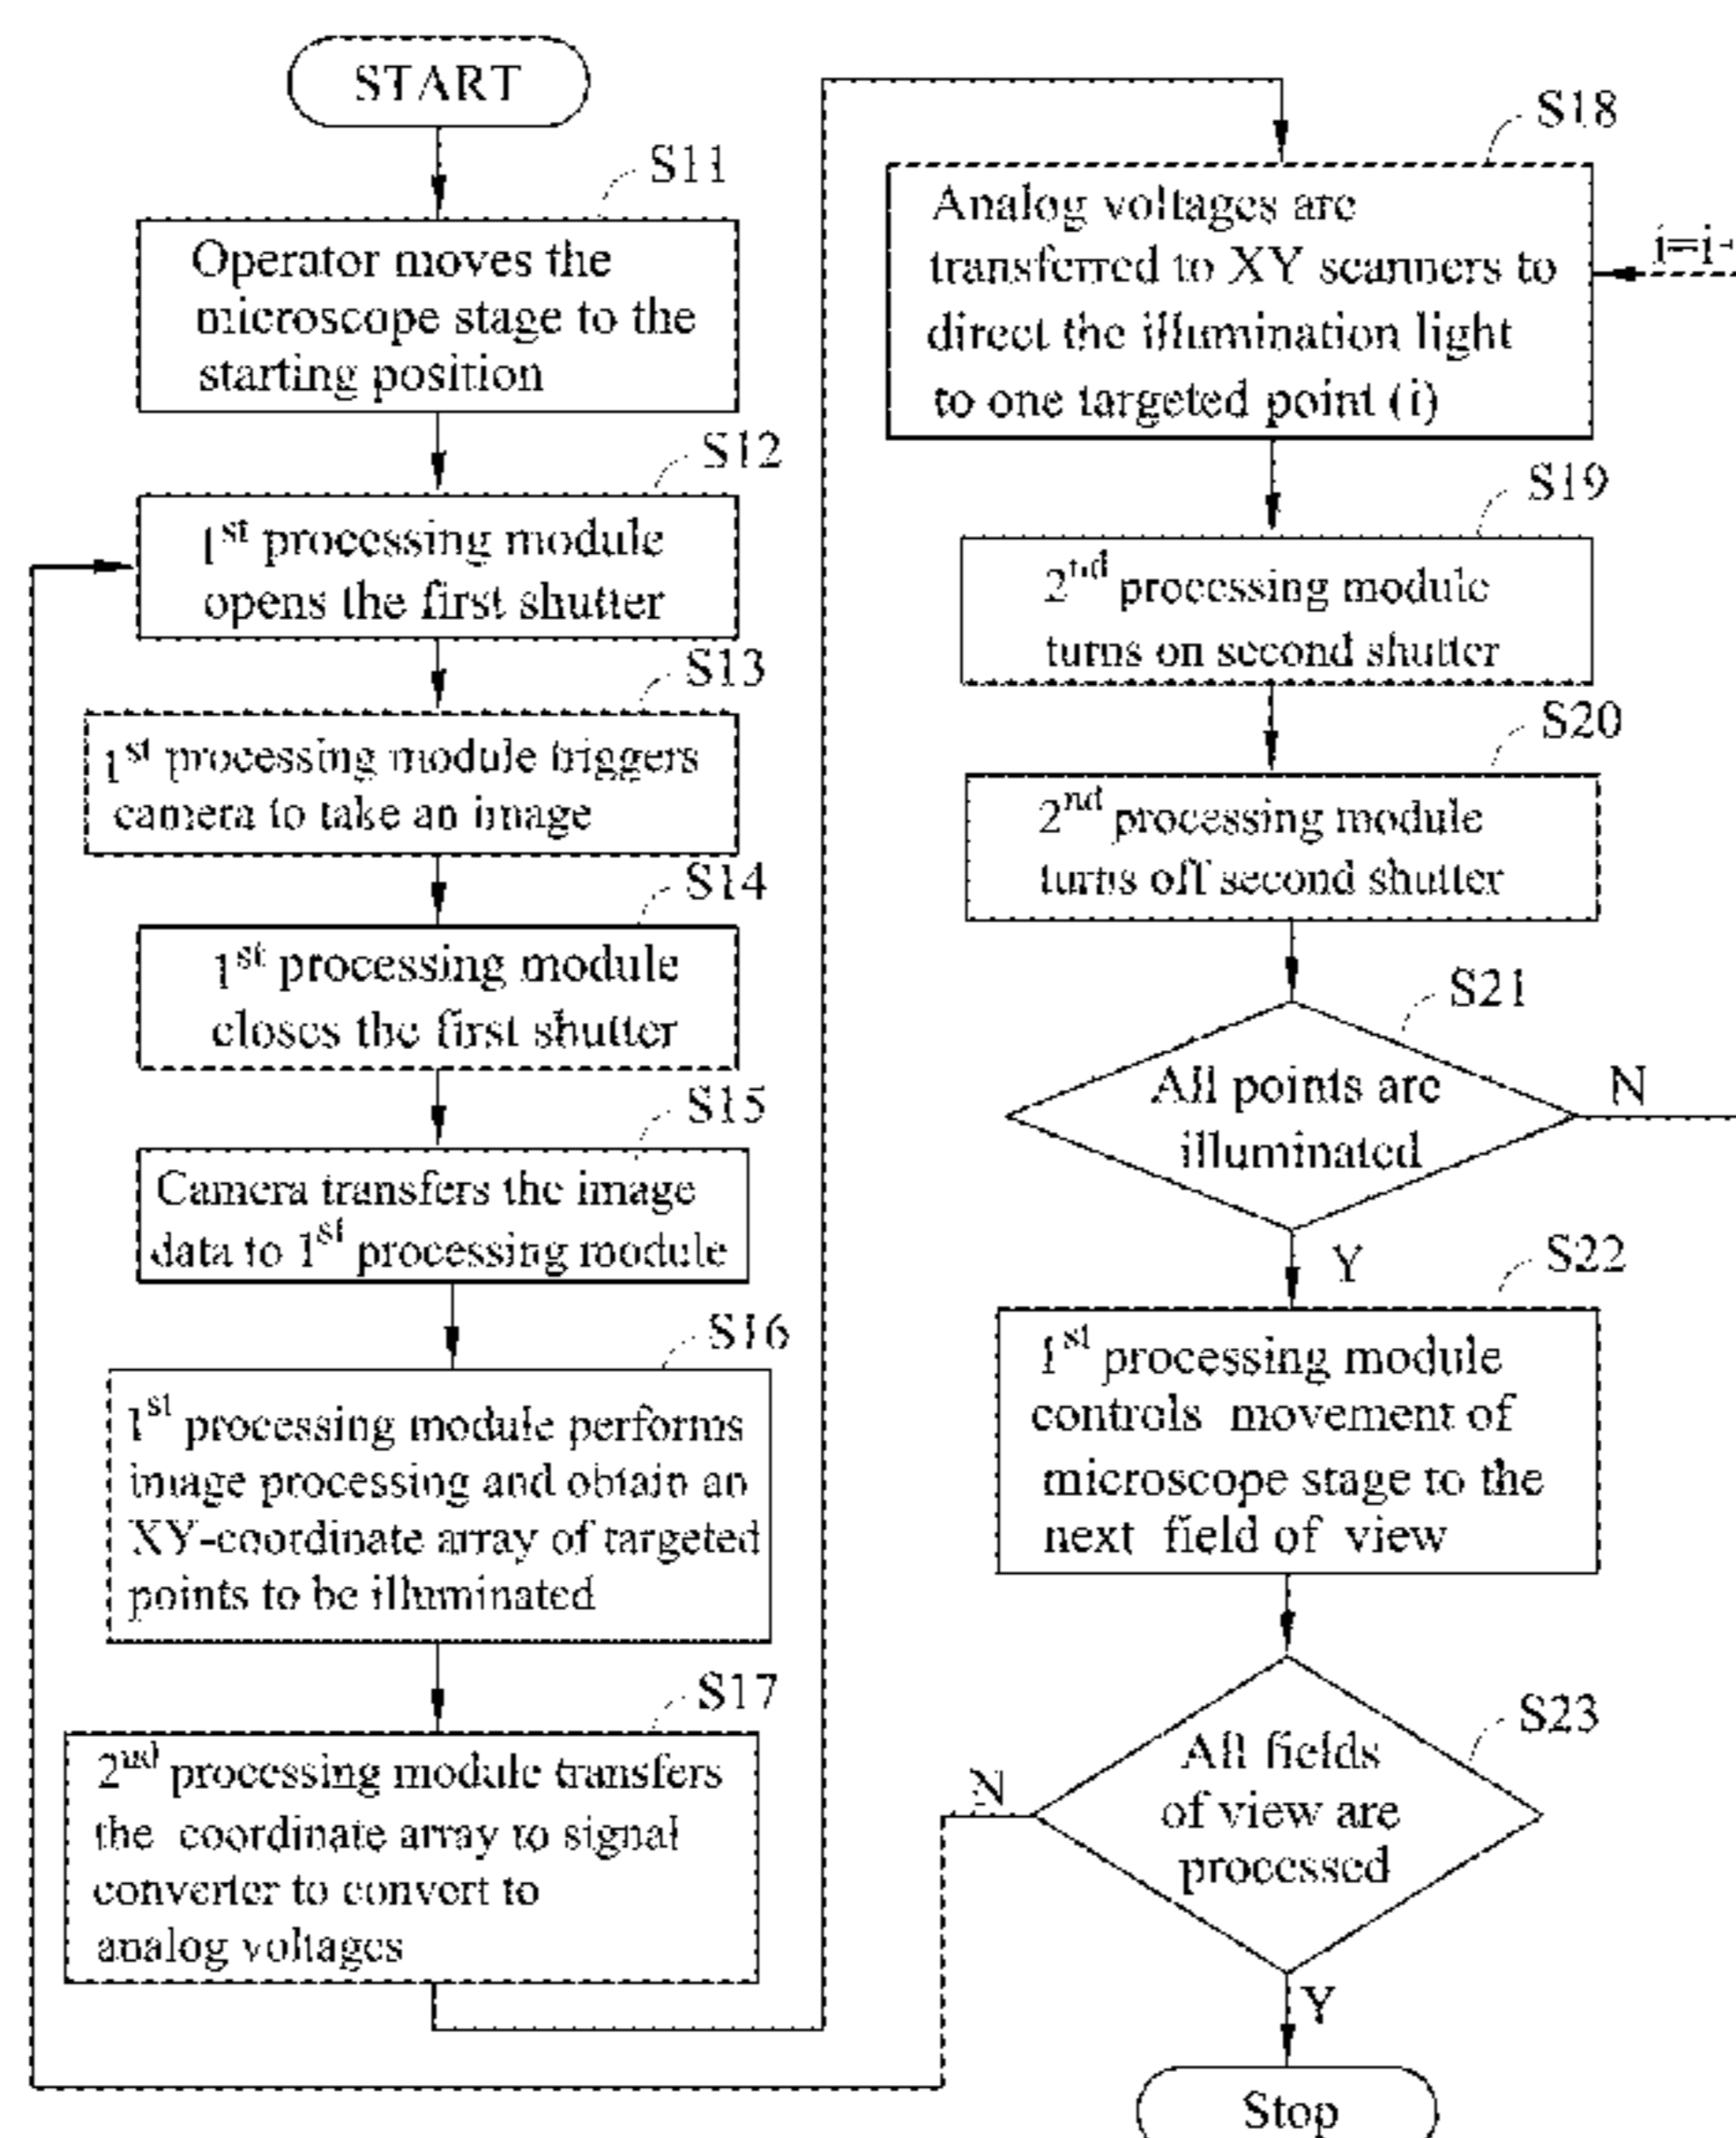 START
S11
Operator moves the
microscope stage to the
starting position
S12
1st processing module
opens the first shutter
S13
1st processing module triggers
camera to take an image
S14
1st processing module
closes the first shutter
S15
Camera transfers the image
data to 1st processing module
S16
1st processing module performs
image processing and obtain an
XY-coordinate array of targeted
points to be illuminated
S17
2nd processing module transfers
the coordinate array to signal
converter to convert to
analog voltages
S18
Analog voltages are
transferred to XY scanners to
direct the illumination light
to one targeted point (i)
i=i+
S19
2nd processing module
turns on second shutter
S20
2nd processing module
turns off second shutter
S21
All points are
illuminated
N
Y
S22
1st processing module
controls movement of
microscope stage to the
next field of view
S23
All fields
of view are
processed
N
Y
Stop